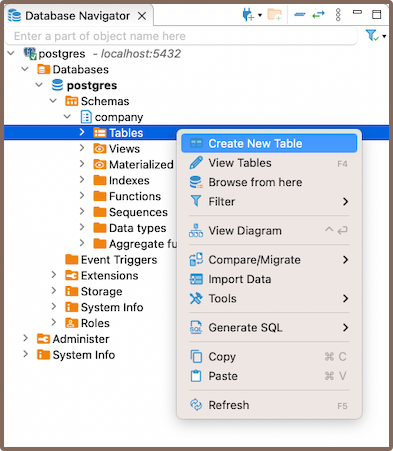 Database Navigator
Enter a part of object name here
postgres - localhost:5432
Databases
postgres
Schemas
company
Tables
Views
Materialized
Indexes
Functions
Sequences
Data types
Aggregate fu
Event Triggers
Extensions
Storage
System Info
Roles
Administer
System Info
Create New Table
View Tables F4
Browse from here
Filter
View Diagram ^↩
Compare/Migrate
Import Data
Tools
Generate SQL
SQL
Copy ⌘ C
Paste ⌘ V
Refresh F5